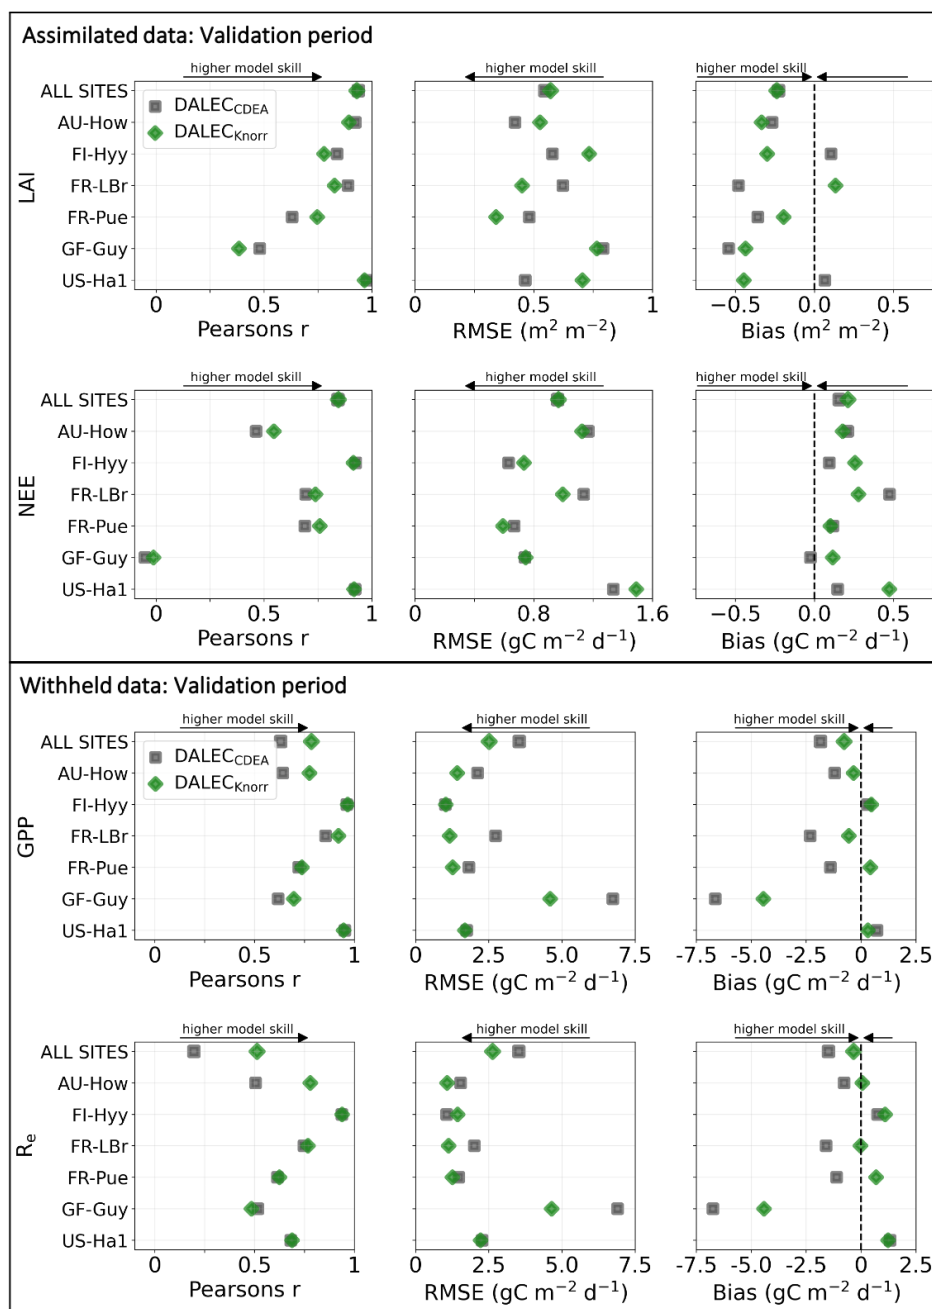 Assimilated data: Validation period
higher model skill
higher model skill
higher model skill
LAI
ALL SITES
AU-How
FI-Hyy
FR-LBr
FR-Pue
GF-Guy
US-Ha1
DALEC_CDEA
DALEC_Knorr
0 0.5 1
Pearsons r
0 0.5 1
RMSE (m² m⁻²)
−0.5 0.0 0.5
Bias (m² m⁻²)
higher model skill
higher model skill
higher model skill
NEE
ALL SITES
AU-How
FI-Hyy
FR-LBr
FR-Pue
GF-Guy
US-Ha1
0 0.5 1
Pearsons r
0 0.8 1.6
RMSE (gC m⁻² d⁻¹)
−0.5 0.0 0.5
Bias (gC m⁻² d⁻¹)
Withheld data: Validation period
higher model skill
higher model skill
higher model skill
GPP
ALL SITES
AU-How
FI-Hyy
FR-LBr
FR-Pue
GF-Guy
US-Ha1
DALEC_CDEA
DALEC_Knorr
0 0.5 1
Pearsons r
0 2.5 5 7.5
RMSE (gC m⁻² d⁻¹)
-7.5 -5.0 -2.5 0 2.5
Bias (gC m⁻² d⁻¹)
higher model skill
higher model skill
higher model skill
Rₑ
ALL SITES
AU-How
FI-Hyy
FR-LBr
FR-Pue
GF-Guy
US-Ha1
0 0.5 1
Pearsons r
0 2.5 5 7.5
RMSE (gC m⁻² d⁻¹)
-7.5 -5.0 -2.5 0 2.5
Bias (gC m⁻² d⁻¹)